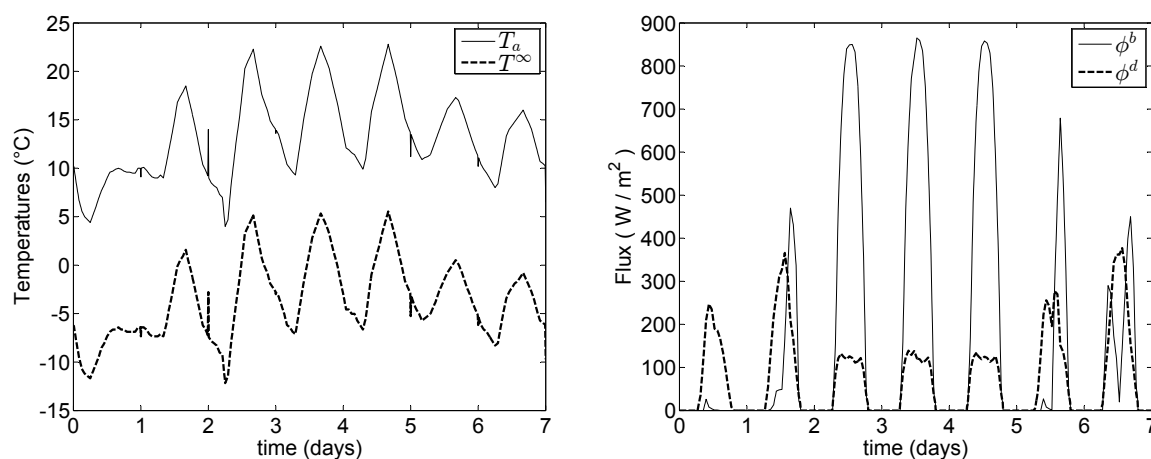 25
20
15
10
5
0
-5
-10
-15
Temperatures (°C)
0 1 2 3 4 5 6 7
time (days)
T_a
T^∞
900
800
700
600
500
400
300
200
100
0
Flux ( W / m²)
0 1 2 3 4 5 6 7
time (days)
ϕ^b
ϕ^d